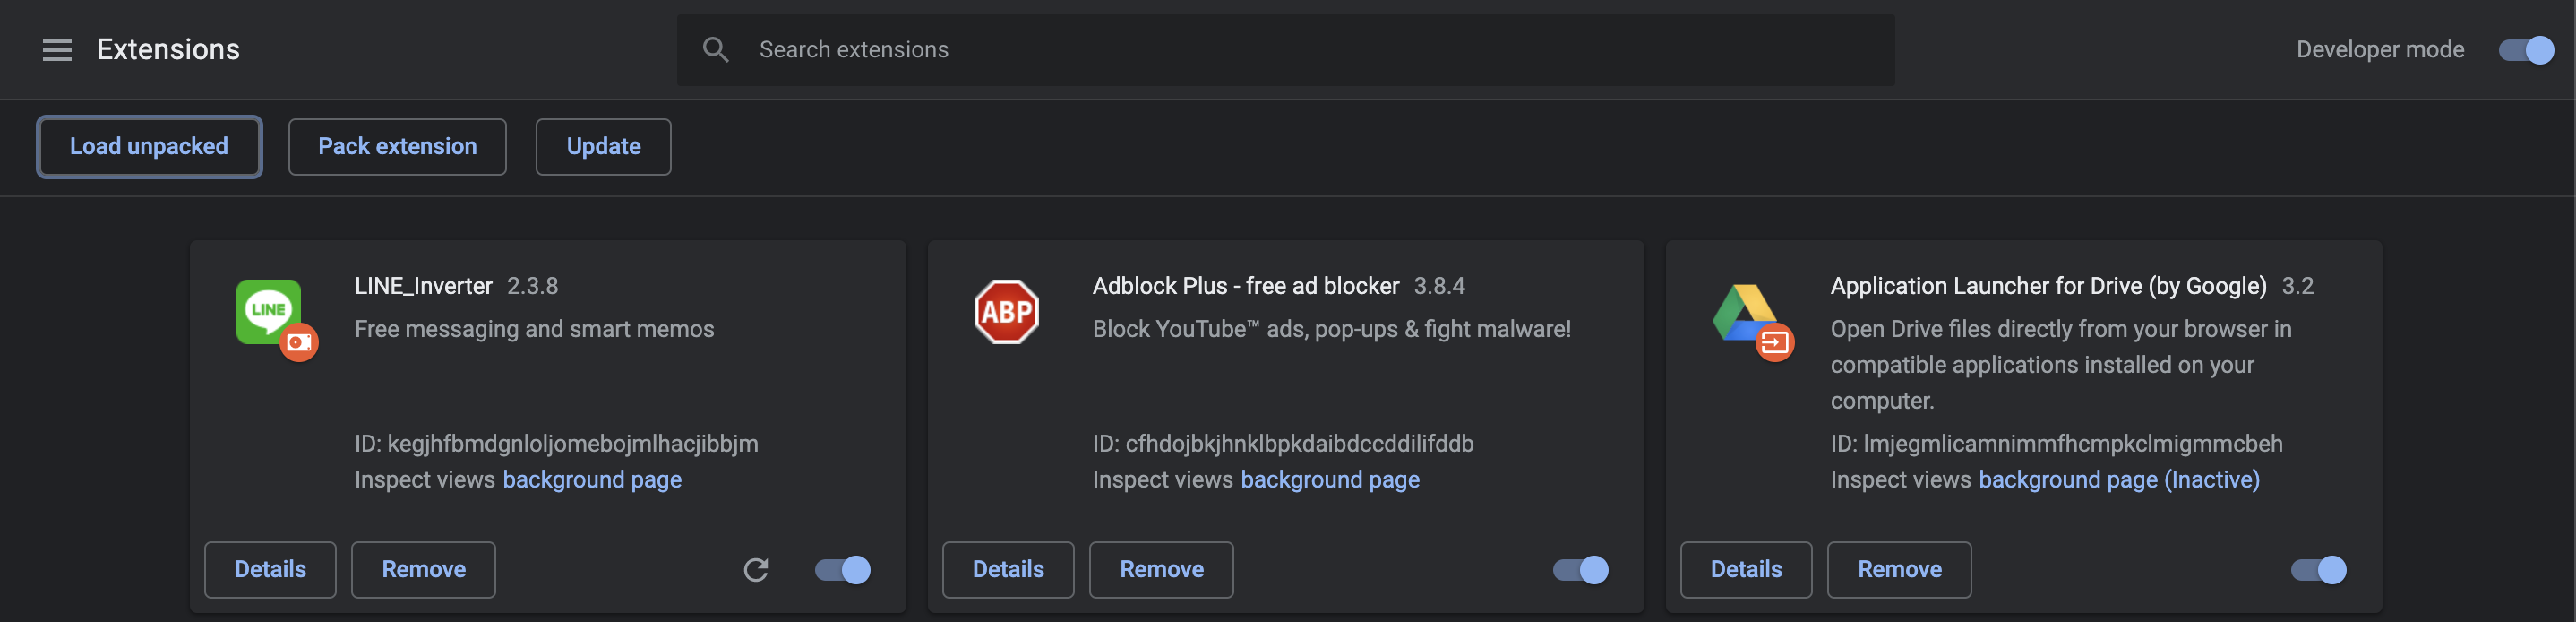 Extensions
Search extensions
Developer mode
Load unpacked
Pack extension
Update
LINE
LINE_Inverter 2.3.8
Free messaging and smart memos
ID: kegjhfbmdgnloljomebojmlhacjibbjm
Inspect views background page
Details
Remove
ABP
Adblock Plus - free ad blocker 3.8.4
Block YouTube™ ads, pop-ups & fight malware!
ID: cfhdojbkjhnklbpkdaibdccddilifddb
Inspect views background page
Details
Remove
Application Launcher for Drive (by Google) 3.2
Open Drive files directly from your browser in
compatible applications installed on your
computer.
ID: lmjegmlicamnimmfhcmpkclmigmmcbeh
Inspect views background page (Inactive)
Details
Remove